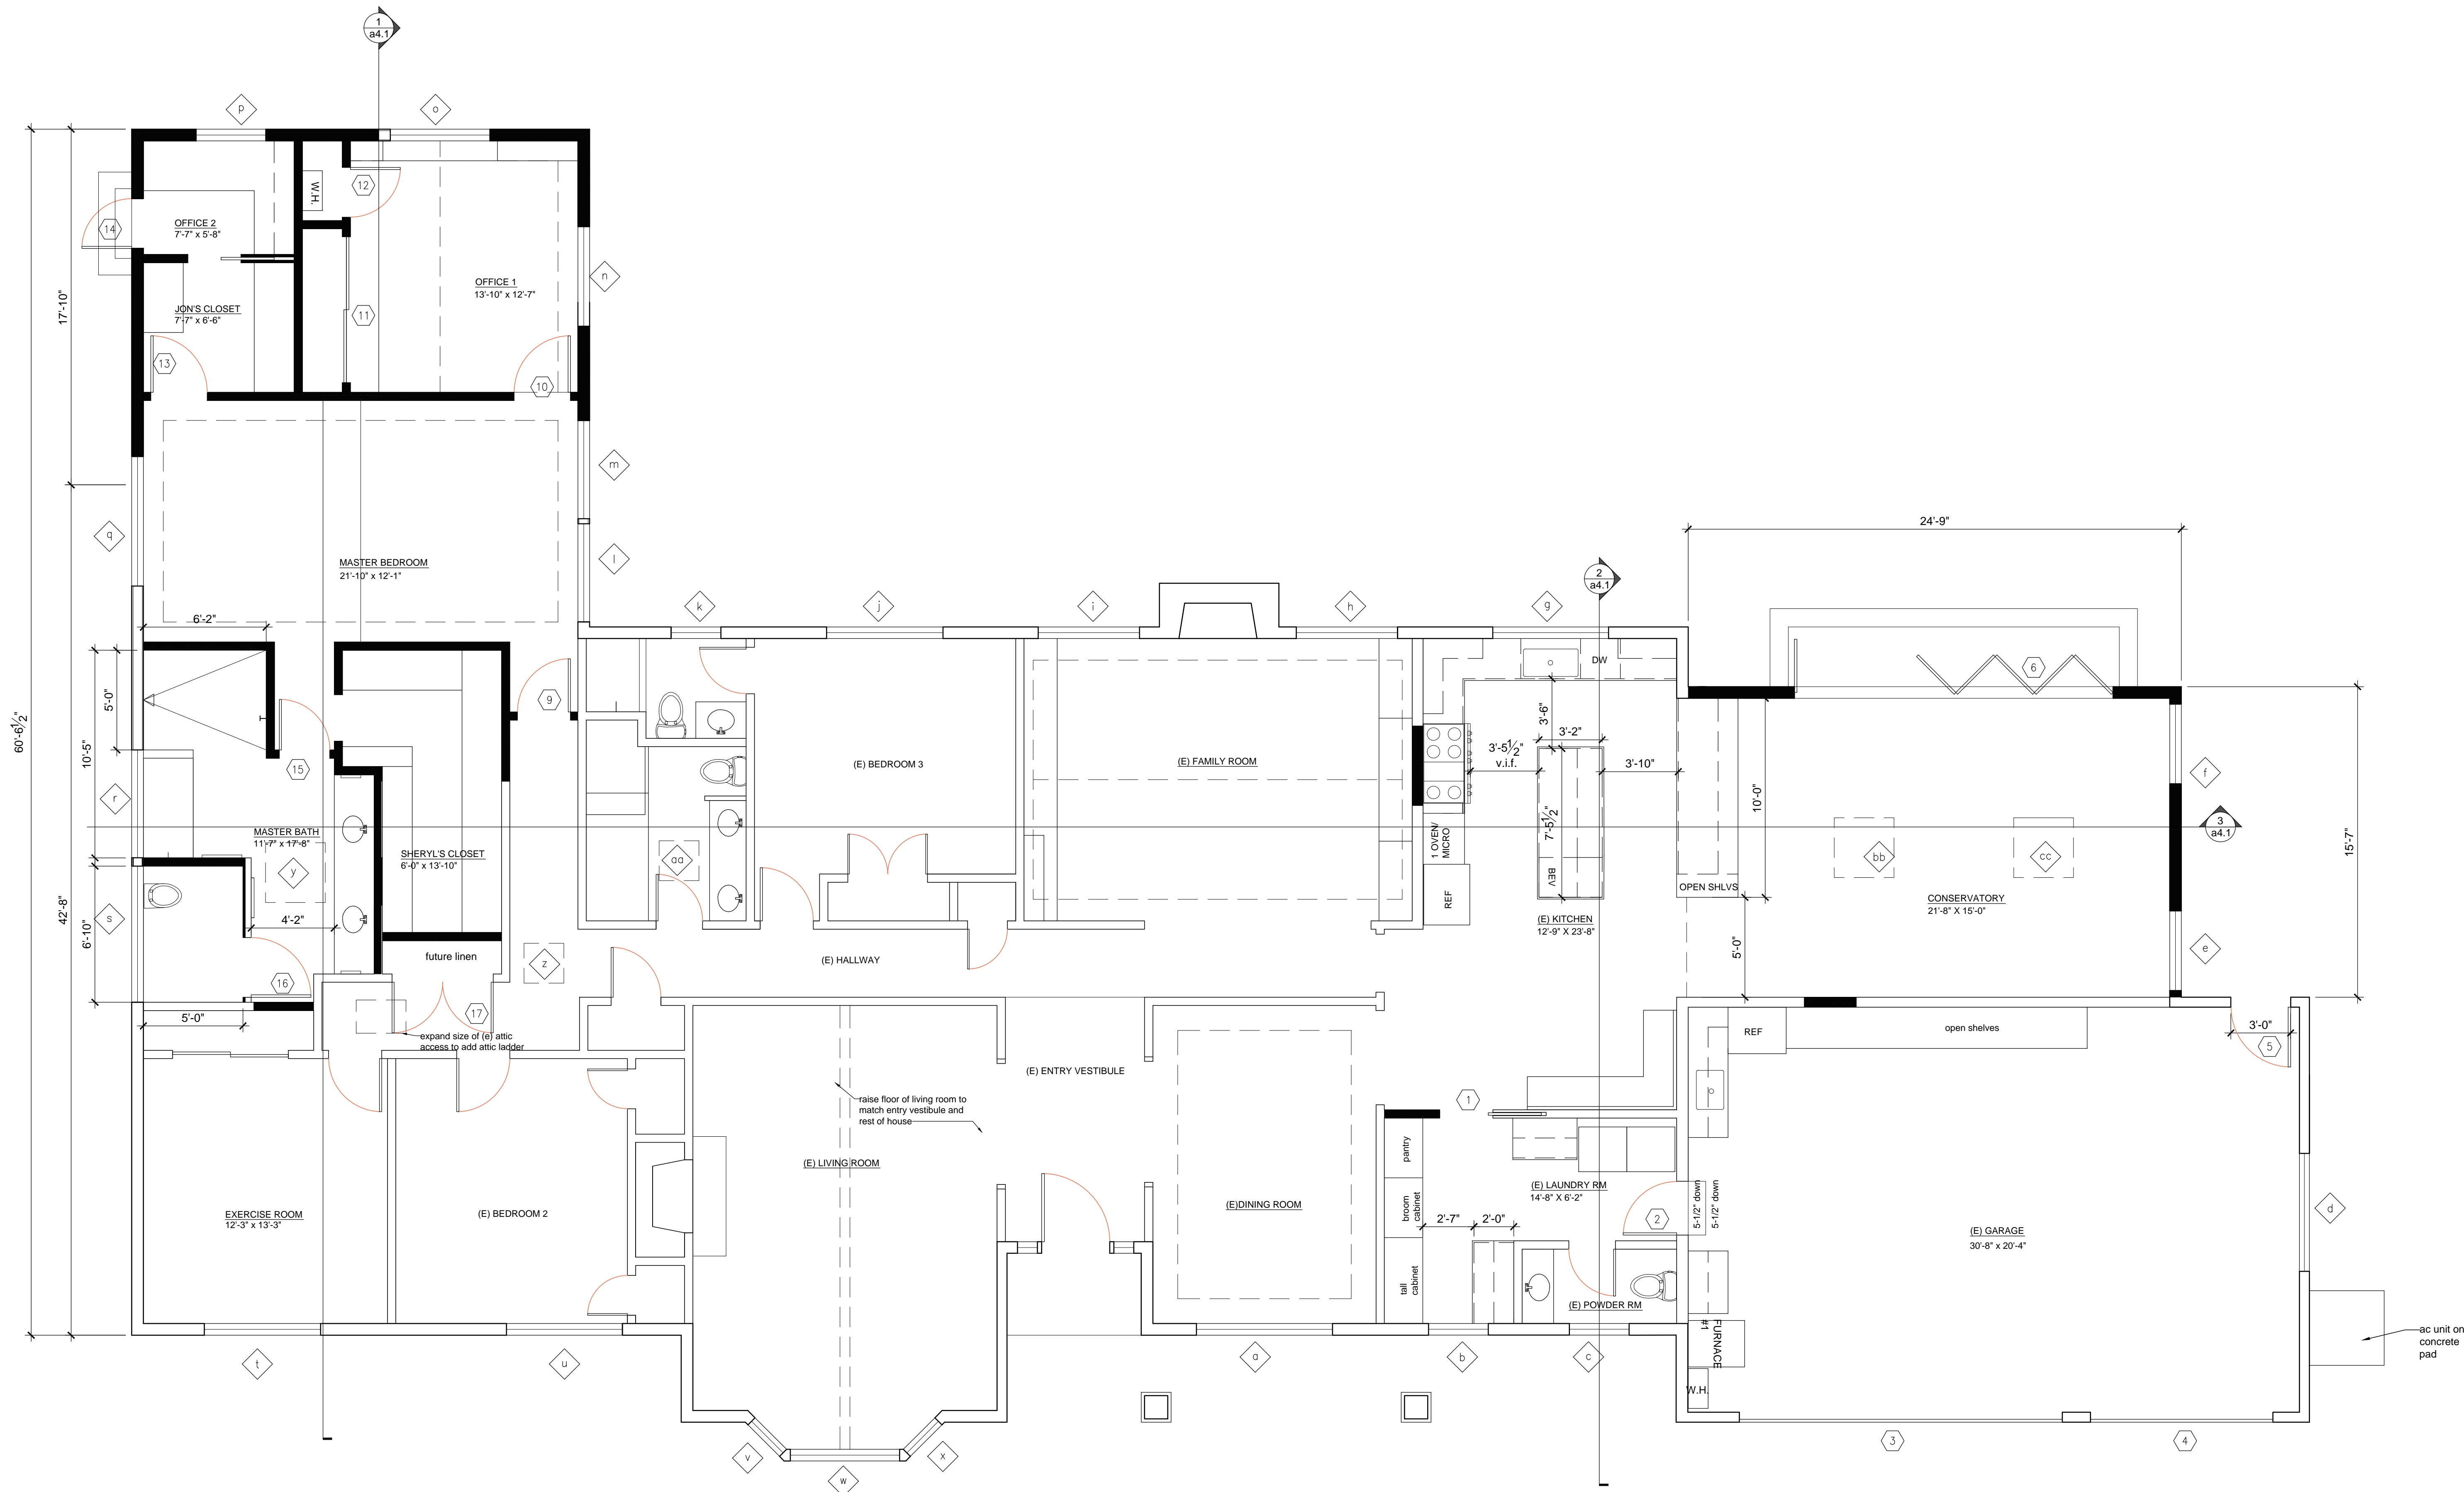 1
a4.1
p
o
W.H.
12
14
OFFICE 2
7'-7" x 5'-8"
n
OFFICE 1
13'-10" x 12'-7"
17'-10"
JON'S CLOSET
7'-7" x 6'-6"
11
13
10
m
24'-9"
q
l
MASTER BEDROOM
21'-10" x 12'-1"
2
a4.1
k
j
i
h
g
6'-2"
DW
6
5'-0"
9
60'-6 1/2"
3'-6"
3'-2"
10'-5"
3'-5 1/2"
v.i.f.
3'-10"
15
(E) BEDROOM 3
(E) FAMILY ROOM
f
r
10'-0"
7'-5 1/2"
3
a4.1
MASTER BATH
11'-7" x 17'-8"
1 OVEN/
MICRO
15'-7"
SHERYL'S CLOSET
6'-0" x 13'-10"
aa
bb
cc
y
BEV
OPEN SHLVS
REF
CONSERVATORY
21'-8" X 15'-0"
42'-8"
s
6'-10"
4'-2"
(E) KITCHEN
12'-9" X 23'-8"
5'-0"
e
future linen
z
(E) HALLWAY
16
17
5'-0"
expand size of (e) attic
access to add attic ladder
REF
open shelves
3'-0"
5
(E) ENTRY VESTIBULE
raise floor of living room to
match entry vestibule and
rest of house
1
pantry
(E) LIVING ROOM
(E) LAUNDRY RM
14'-8" X 6'-2"
5-1/2" down
5-1/2" down
broom
cabinet
EXERCISE ROOM
12'-3" x 13'-3"
(E) BEDROOM 2
(E)DINING ROOM
2'-7"
2'-0"
2
(E) GARAGE
30'-8" x 20'-4"
d
tall
cabinet
(E) POWDER RM
FURNACE
#1
ac unit on
concrete
pad
t
u
a
b
c
W.H.
v
w
x
3
4